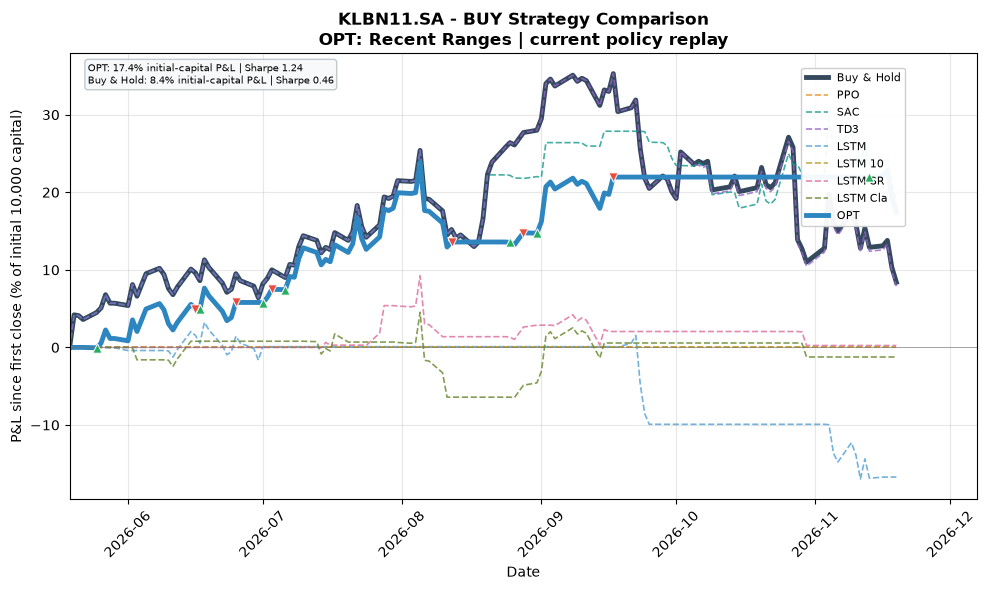 KLBN11.SA - BUY Strategy Comparison
OPT: Recent Ranges | current policy replay
OPT: 17.4% initial-capital P&L | Sharpe 1.24
Buy & Hold: 8.4% initial-capital P&L | Sharpe 0.46
Buy & Hold
PPO
SAC
TD3
LSTM
LSTM 10
LSTM SR
LSTM Cla
OPT
P&L since first close (% of initial 10,000 capital)
30
20
10
0
−10
2026-06
2026-07
2026-08
2026-09
2026-10
2026-11
2026-12
Date